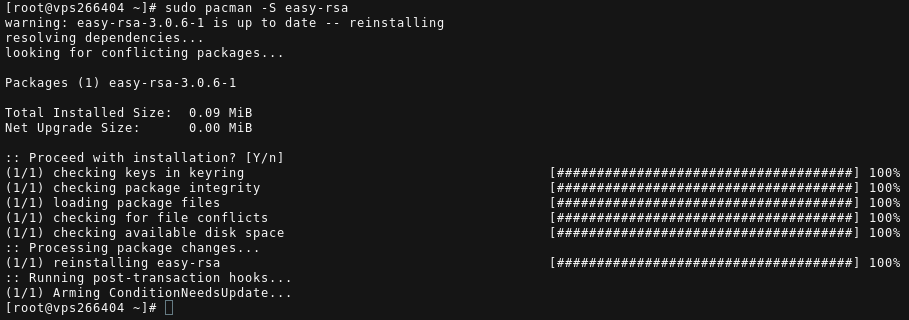 [root@vps266404 ~]# sudo pacman -S easy-rsa
warning: easy-rsa-3.0.6-1 is up to date -- reinstalling
resolving dependencies...
looking for conflicting packages...

Packages (1) easy-rsa-3.0.6-1

Total Installed Size:  0.09 MiB
Net Upgrade Size:      0.00 MiB

:: Proceed with installation? [Y/n]
(1/1) checking keys in keyring                                      [#####################################] 100%
(1/1) checking package integrity                                    [#####################################] 100%
(1/1) loading package files                                         [#####################################] 100%
(1/1) checking for file conflicts                                   [#####################################] 100%
(1/1) checking available disk space                                 [#####################################] 100%
:: Processing package changes...
(1/1) reinstalling easy-rsa                                         [#####################################] 100%
:: Running post-transaction hooks...
(1/1) Arming ConditionNeedsUpdate...
[root@vps266404 ~]#